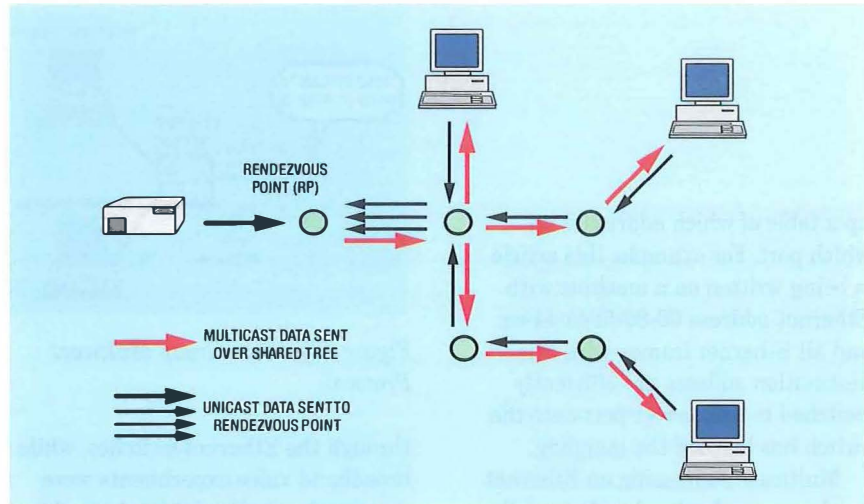 RENDEZVOUS
POINT (RP)
MULTICAST DATA SENT
OVER SHARED TREE
UNICAST DATA SENT TO
RENDEZVOUS POINT